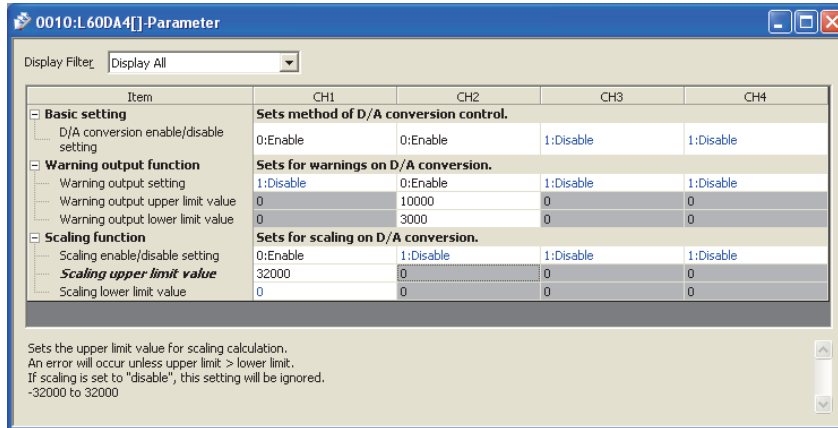 0010:L60DA4[]-Parameter
Display Filter Display All
Item CH1 CH2 CH3 CH4
Basic setting Sets method of D/A conversion control.
D/A conversion enable/disable setting 0:Enable 0:Enable 1:Disable 1:Disable
Warning output function Sets for warnings on D/A conversion.
Warning output setting 1:Disable 0:Enable 1:Disable 1:Disable
Warning output upper limit value 0 10000 0 0
Warning output lower limit value 0 3000 0 0
Scaling function Sets for scaling on D/A conversion.
Scaling enable/disable setting 0:Enable 1:Disable 1:Disable 1:Disable
Scaling upper limit value 32000 0 0 0
Scaling lower limit value 0 0 0 0
Sets the upper limit value for scaling calculation.
An error will occur unless upper limit > lower limit.
If scaling is set to "disable", this setting will be ignored.
-32000 to 32000